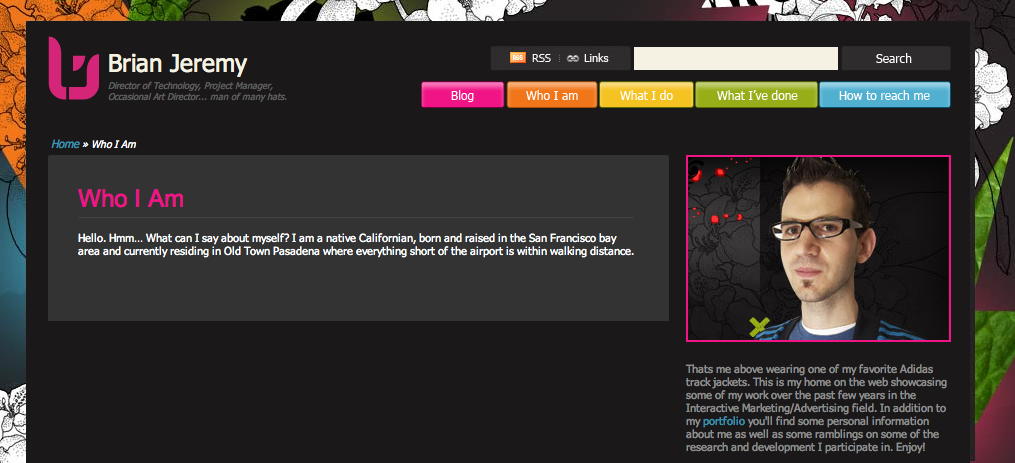 Brian Jeremy
Director of Technology, Project Manager,
Occasional Art Director... man of many hats.
RSS RSS Links Search
Blog Who I am What I do What I've done How to reach me
Home » Who I Am
Who I Am
Hello. Hmm... What can I say about myself? I am a native Californian, born and raised in the San Francisco bay
area and currently residing in Old Town Pasadena where everything short of the airport is within walking distance.
Thats me above wearing one of my favorite Adidas
track jackets. This is my home on the web showcasing
some of my work over the past few years in the
Interactive Marketing/Advertising field. In addition to
my portfolio you'll find some personal information
about me as well as some ramblings on some of the
research and development I participate in. Enjoy!